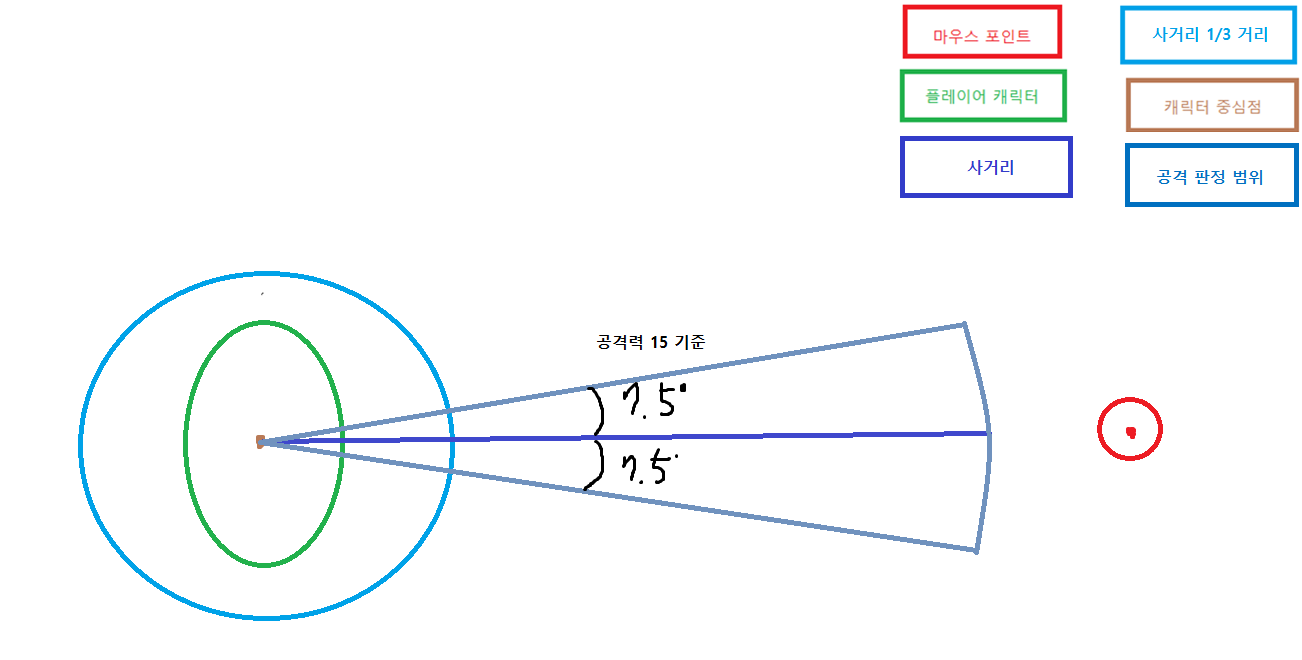 마우스 포인트
사거리 1/3 거리
플레이어 캐릭터
캐릭터 중심점
사거리
공격 판정 범위
공격력 15 기준
7.5°
7.5°